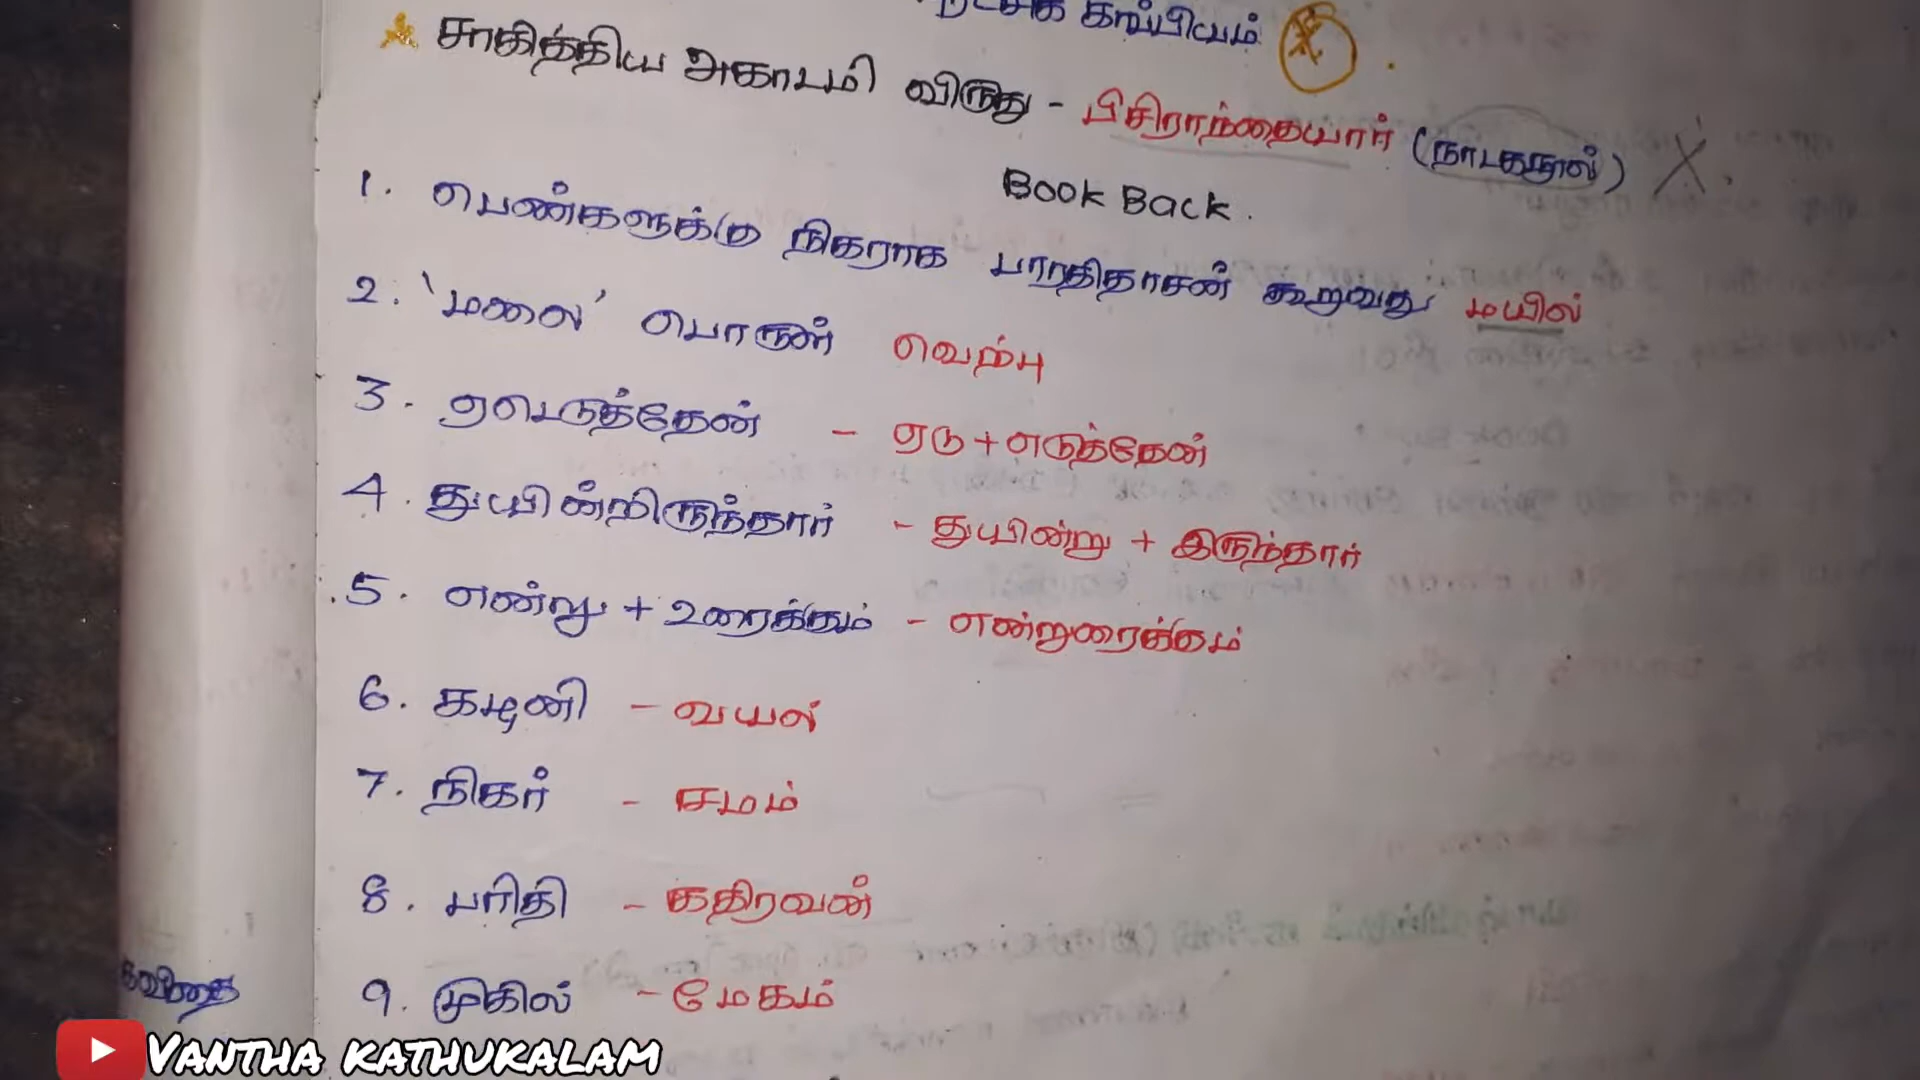 காப்பியம்
சாகித்திய அகாடமி விருது - பிசிராந்தையார் (நாடகநூல்)
Book Back.
1. பெண்களுக்கு நிகராக பாரதிதாசன் கூறுவது மயில்
2. 'மலை' பொருள் வெற்பு
3. ஏடெடுத்தேன் - ஏடு + எடுத்தேன்
4. துயின்றிருந்தார் - துயின்று + இருந்தார்
5. என்று + உரைக்கும் - என்றுரைக்கும்
6. கழனி - வயல்
7. நிகர் - சமம்
8. பரிதி - கதிரவன்
9. முகில் - மேகம்
கவிதை
VANTHA KATHUKALAM